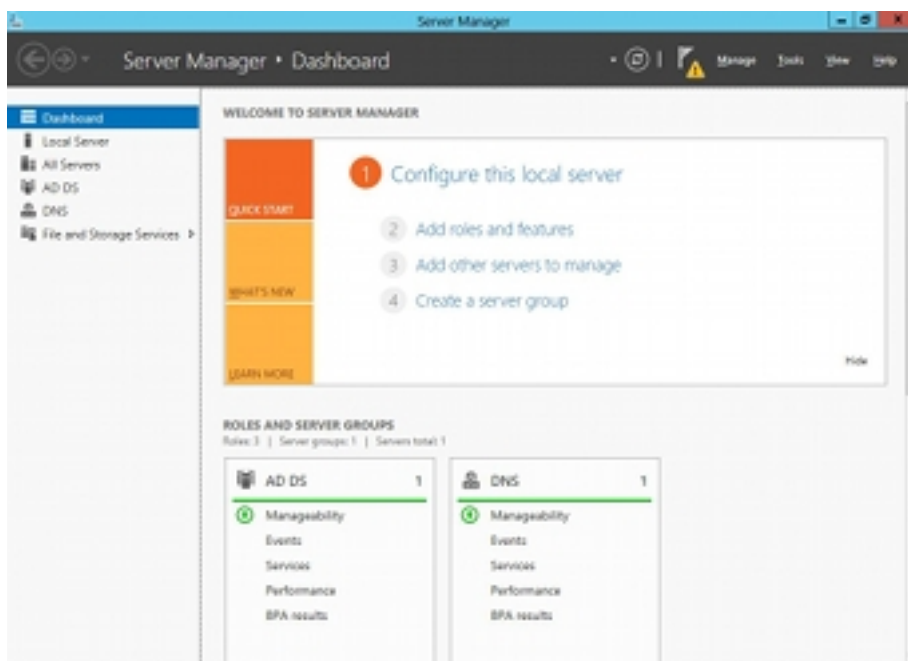 Server Manager
Server Manager • Dashboard
Manage Tools View Help
Dashboard
Local Server
All Servers
AD DS
DNS
File and Storage Services
WELCOME TO SERVER MANAGER
QUICK START
WHAT'S NEW
LEARN MORE
1 Configure this local server
2 Add roles and features
3 Add other servers to manage
4 Create a server group
Hide
ROLES AND SERVER GROUPS
Roles: 3 | Server groups: 1 | Servers total: 1
AD DS 1
Manageability
Events
Services
Performance
BPA results
DNS 1
Manageability
Events
Services
Performance
BPA results